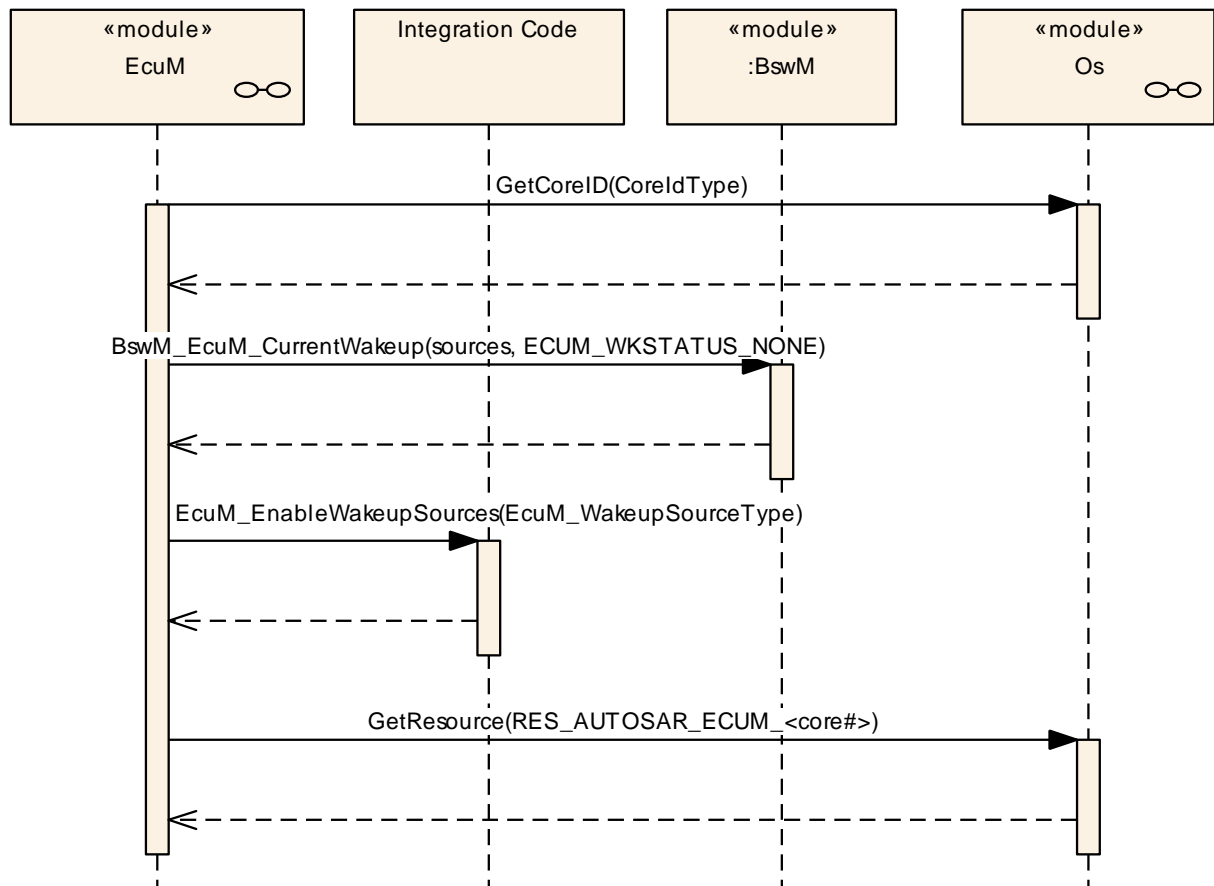 «module»
EcuM
Integration Code
«module»
:BswM
«module»
Os
GetCoreID(CoreIdType)
BswM_EcuM_CurrentWakeup(sources, ECUM_WKSTATUS_NONE)
EcuM_EnableWakeupSources(EcuM_WakeupSourceType)
GetResource(RES_AUTOSAR_ECUM_<core#>)